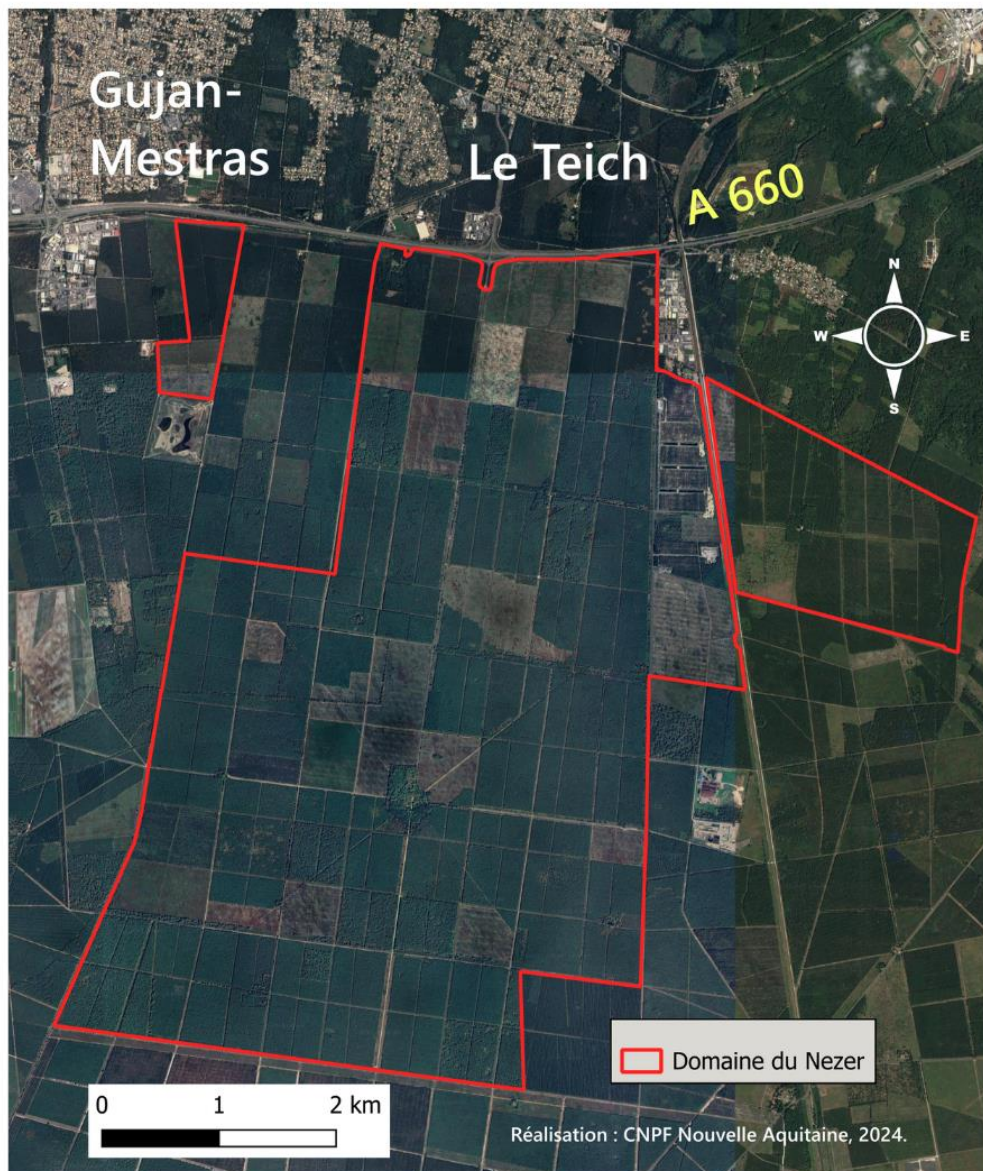 Gujan-
Mestras
Le Teich
A 660
N
W
E
S
Domaine du Nezer
0 1 2 km
Réalisation : CNPF Nouvelle Aquitaine, 2024.